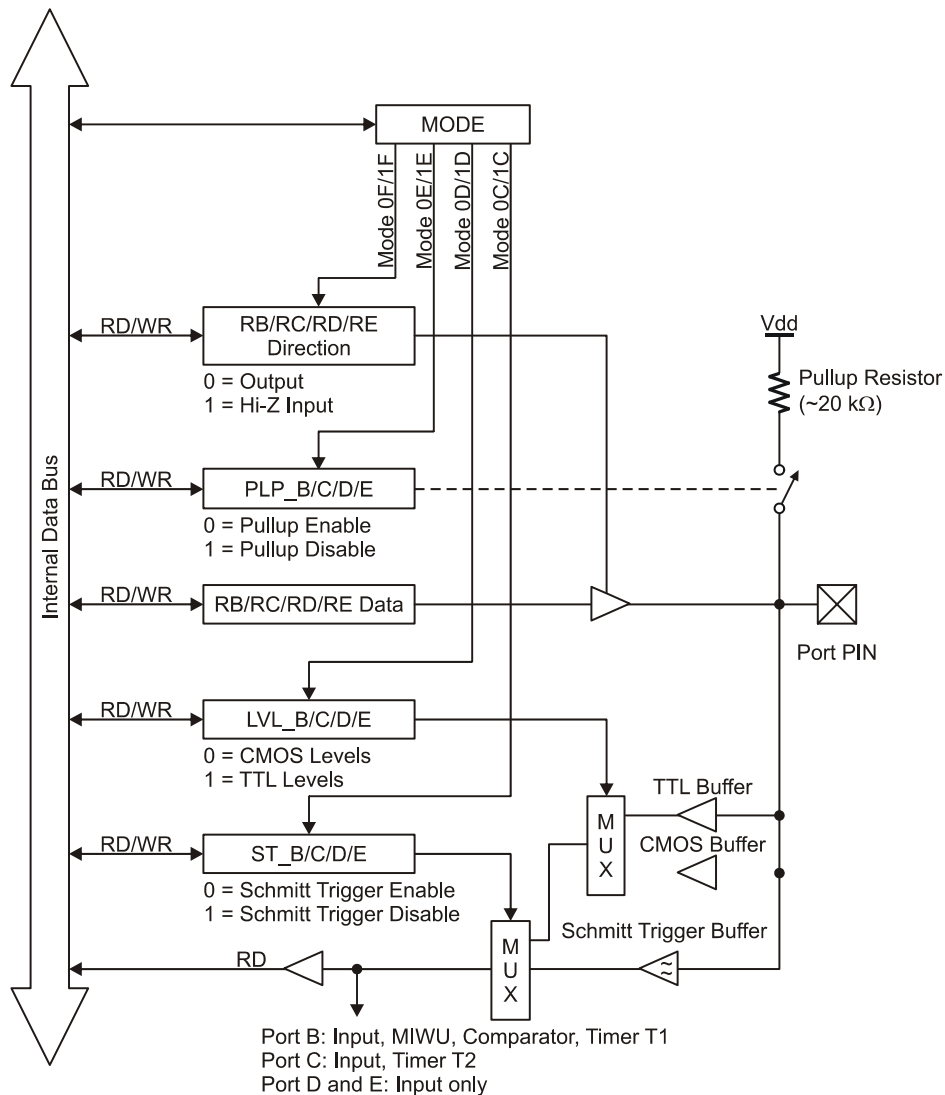 MODE
Mode 0F/1F
Mode 0E/1E
Mode 0D/1D
Mode 0C/1C
Internal Data Bus
RD/WR
RB/RC/RD/RE
Direction
0 = Output
1 = Hi-Z Input
Vdd
Pullup Resistor
(~20 kΩ)
RD/WR
PLP_B/C/D/E
0 = Pullup Enable
1 = Pullup Disable
RD/WR
RB/RC/RD/RE Data
Port PIN
RD/WR
LVL_B/C/D/E
0 = CMOS Levels
1 = TTL Levels
TTL Buffer
MUX
CMOS Buffer
RD/WR
ST_B/C/D/E
0 = Schmitt Trigger Enable
1 = Schmitt Trigger Disable
Schmitt Trigger Buffer
MUX
RD
Port B: Input, MIWU, Comparator, Timer T1
Port C: Input, Timer T2
Port D and E: Input only